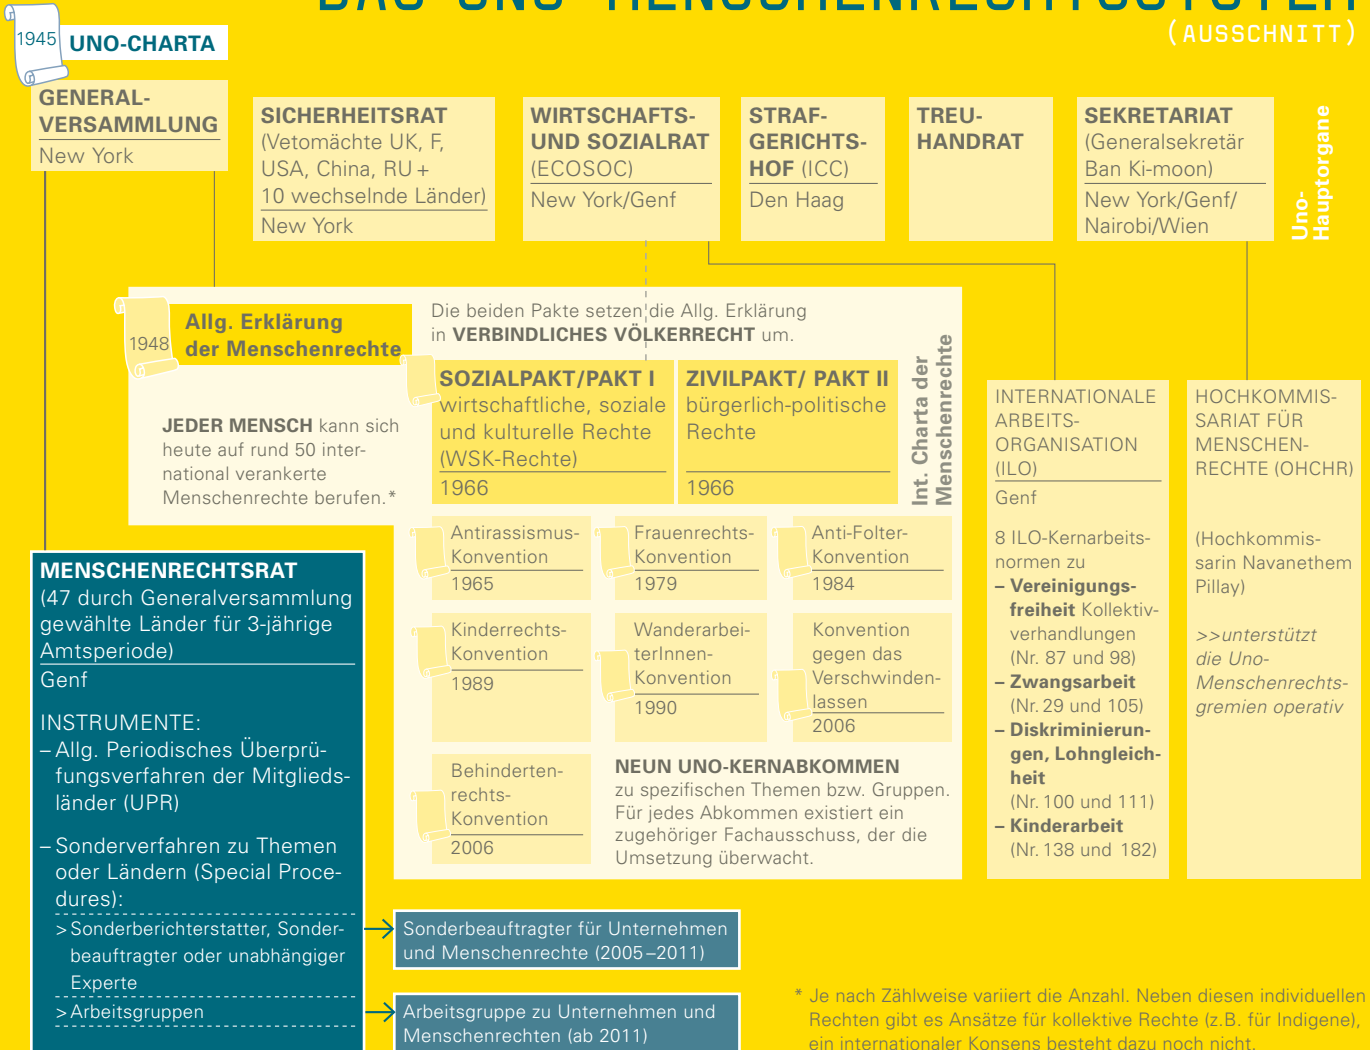 DAS UNO-MENSCHENRECHTSSYSTEM
(AUSSCHNITT)
1945
UNO-CHARTA
GENERAL-
VERSAMMLUNG
New York
SICHERHEITSRAT
(Vetomächte UK, F,
USA, China, RU +
10 wechselnde Länder)
New York
WIRTSCHAFTS-
UND SOZIALRAT
(ECOSOC)
New York/Genf
STRAF-
GERICHTS-
HOF (ICC)
Den Haag
TREU-
HANDRAT
SEKRETARIAT
(Generalsekretär
Ban Ki-moon)
New York/Genf/
Nairobi/Wien
Uno-
Hauptorgane
1948
Allg. Erklärung
der Menschenrechte
JEDER MENSCH kann sich
heute auf rund 50 inter-
national verankerte
Menschenrechte berufen.*
Die beiden Pakte setzen die Allg. Erklärung
in VERBINDLICHES VÖLKERRECHT um.
SOZIALPAKT/PAKT I
wirtschaftliche, soziale
und kulturelle Rechte
(WSK-Rechte)
1966
ZIVILPAKT/ PAKT II
bürgerlich-politische
Rechte
1966
Int. Charta der
Menschenrechte
Antirassismus-
Konvention
1965
Frauenrechts-
Konvention
1979
Anti-Folter-
Konvention
1984
Kinderrechts-
Konvention
1989
Wanderarbei-
terInnen-
Konvention
1990
Konvention
gegen das
Verschwinden-
lassen
2006
Behinderten-
rechts-
Konvention
2006
NEUN UNO-KERNABKOMMEN
zu spezifischen Themen bzw. Gruppen.
Für jedes Abkommen existiert ein
zugehöriger Fachausschuss, der die
Umsetzung überwacht.
INTERNATIONALE
ARBEITS-
ORGANISATION
(ILO)
Genf
8 ILO-Kernarbeits-
normen zu
– Vereinigungs-
freiheit Kollektiv-
verhandlungen
(Nr. 87 und 98)
– Zwangsarbeit
(Nr. 29 und 105)
– Diskriminierun-
gen, Lohngleich-
heit
(Nr. 100 und 111)
– Kinderarbeit
(Nr. 138 und 182)
HOCHKOMMIS-
SARIAT FÜR
MENSCHEN-
RECHTE (OHCHR)
(Hochkommis-
sarin Navanethem
Pillay)
>>unterstützt
die Uno-
Menschenrechts-
gremien operativ
MENSCHENRECHTSRAT
(47 durch Generalversammlung
gewählte Länder für 3-jährige
Amtsperiode)
Genf
INSTRUMENTE:
– Allg. Periodisches Überprü-
fungsverfahren der Mitglieds-
länder (UPR)
– Sonderverfahren zu Themen
oder Ländern (Special Proce-
dures):
> Sonderberichterstatter, Sonder-
beauftragter oder unabhängiger
Experte
> Arbeitsgruppen
Sonderbeauftragter für Unternehmen
und Menschenrechte (2005–2011)
Arbeitsgruppe zu Unternehmen und
Menschenrechten (ab 2011)
* Je nach Zählweise variiert die Anzahl. Neben diesen individuellen
Rechten gibt es Ansätze für kollektive Rechte (z.B. für Indigene),
ein internationaler Konsens besteht dazu noch nicht.